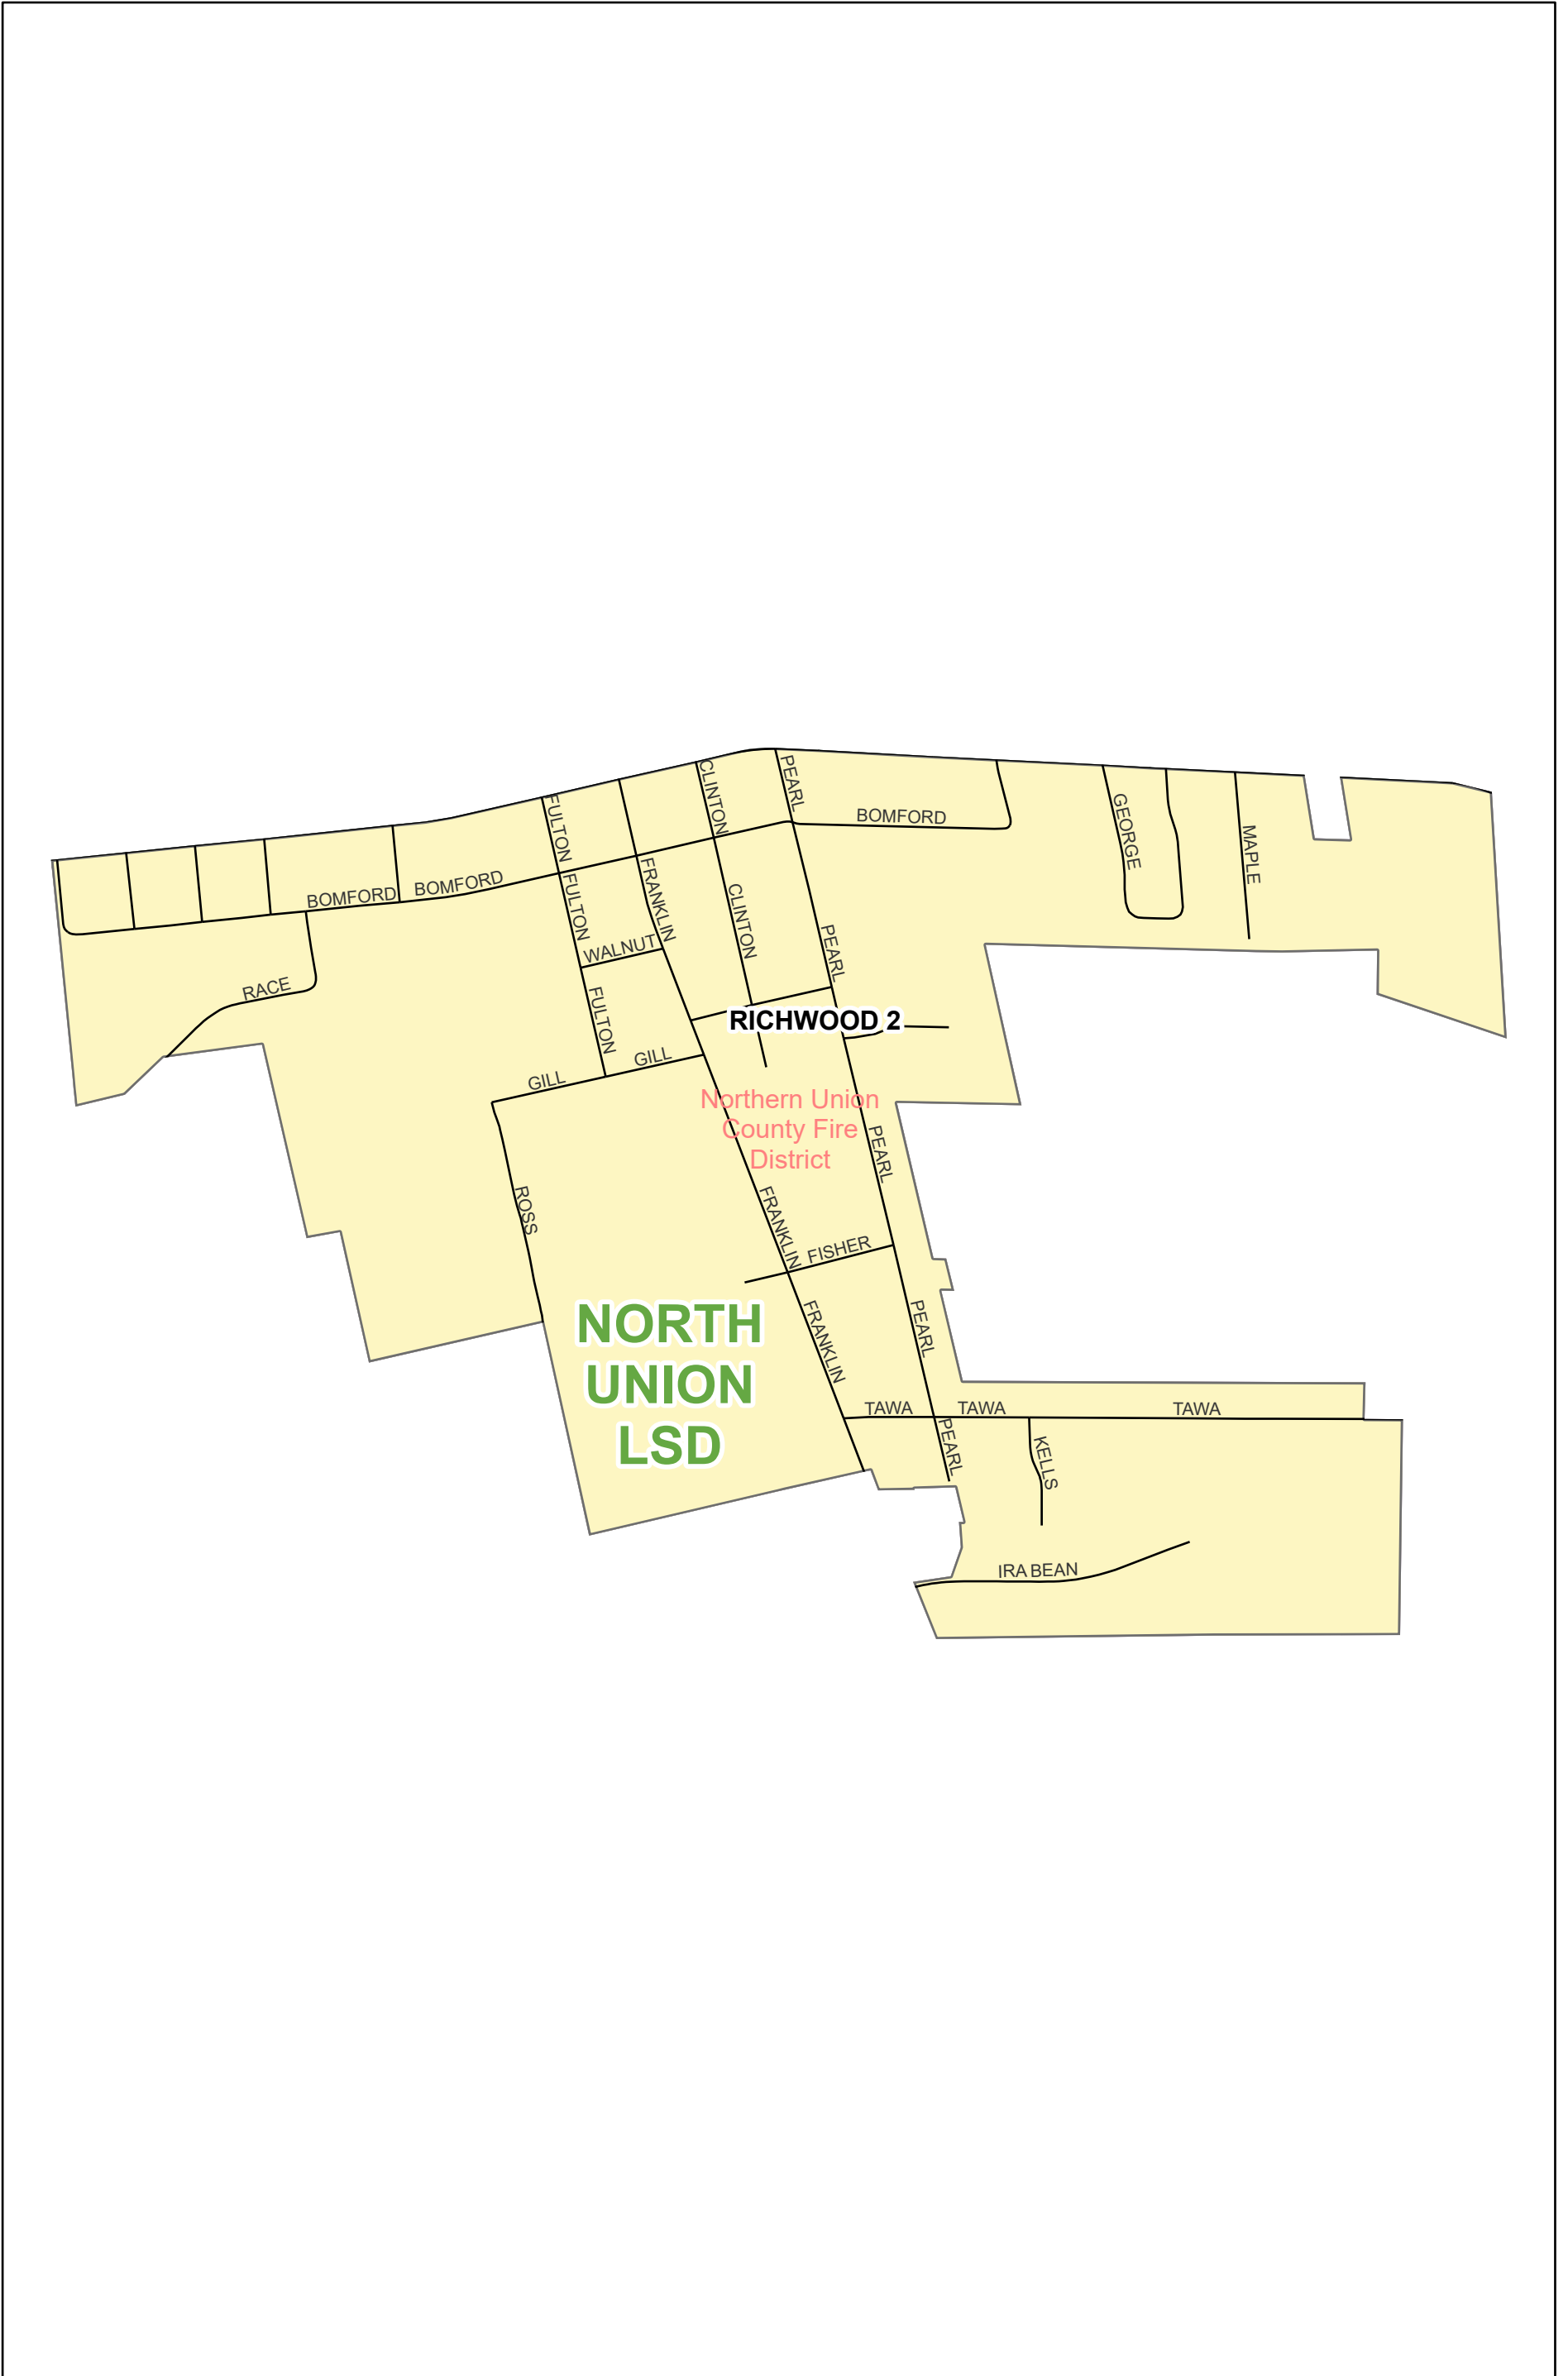 CLINTON
PEARL
FULTON
BOMFORD
GEORGE
MAPLE
BOMFORD
BOMFORD
FULTON
FRANKLIN
CLINTON
PEARL
WALNUT
RACE
FULTON
RICHWOOD 2
GILL
GILL
Northern Union
County Fire
District
PEARL
ROSS
FRANKLIN
FISHER
NORTH
UNION
LSD
FRANKLIN
PEARL
TAWA
TAWA
TAWA
PEARL
KELLS
IRA BEAN